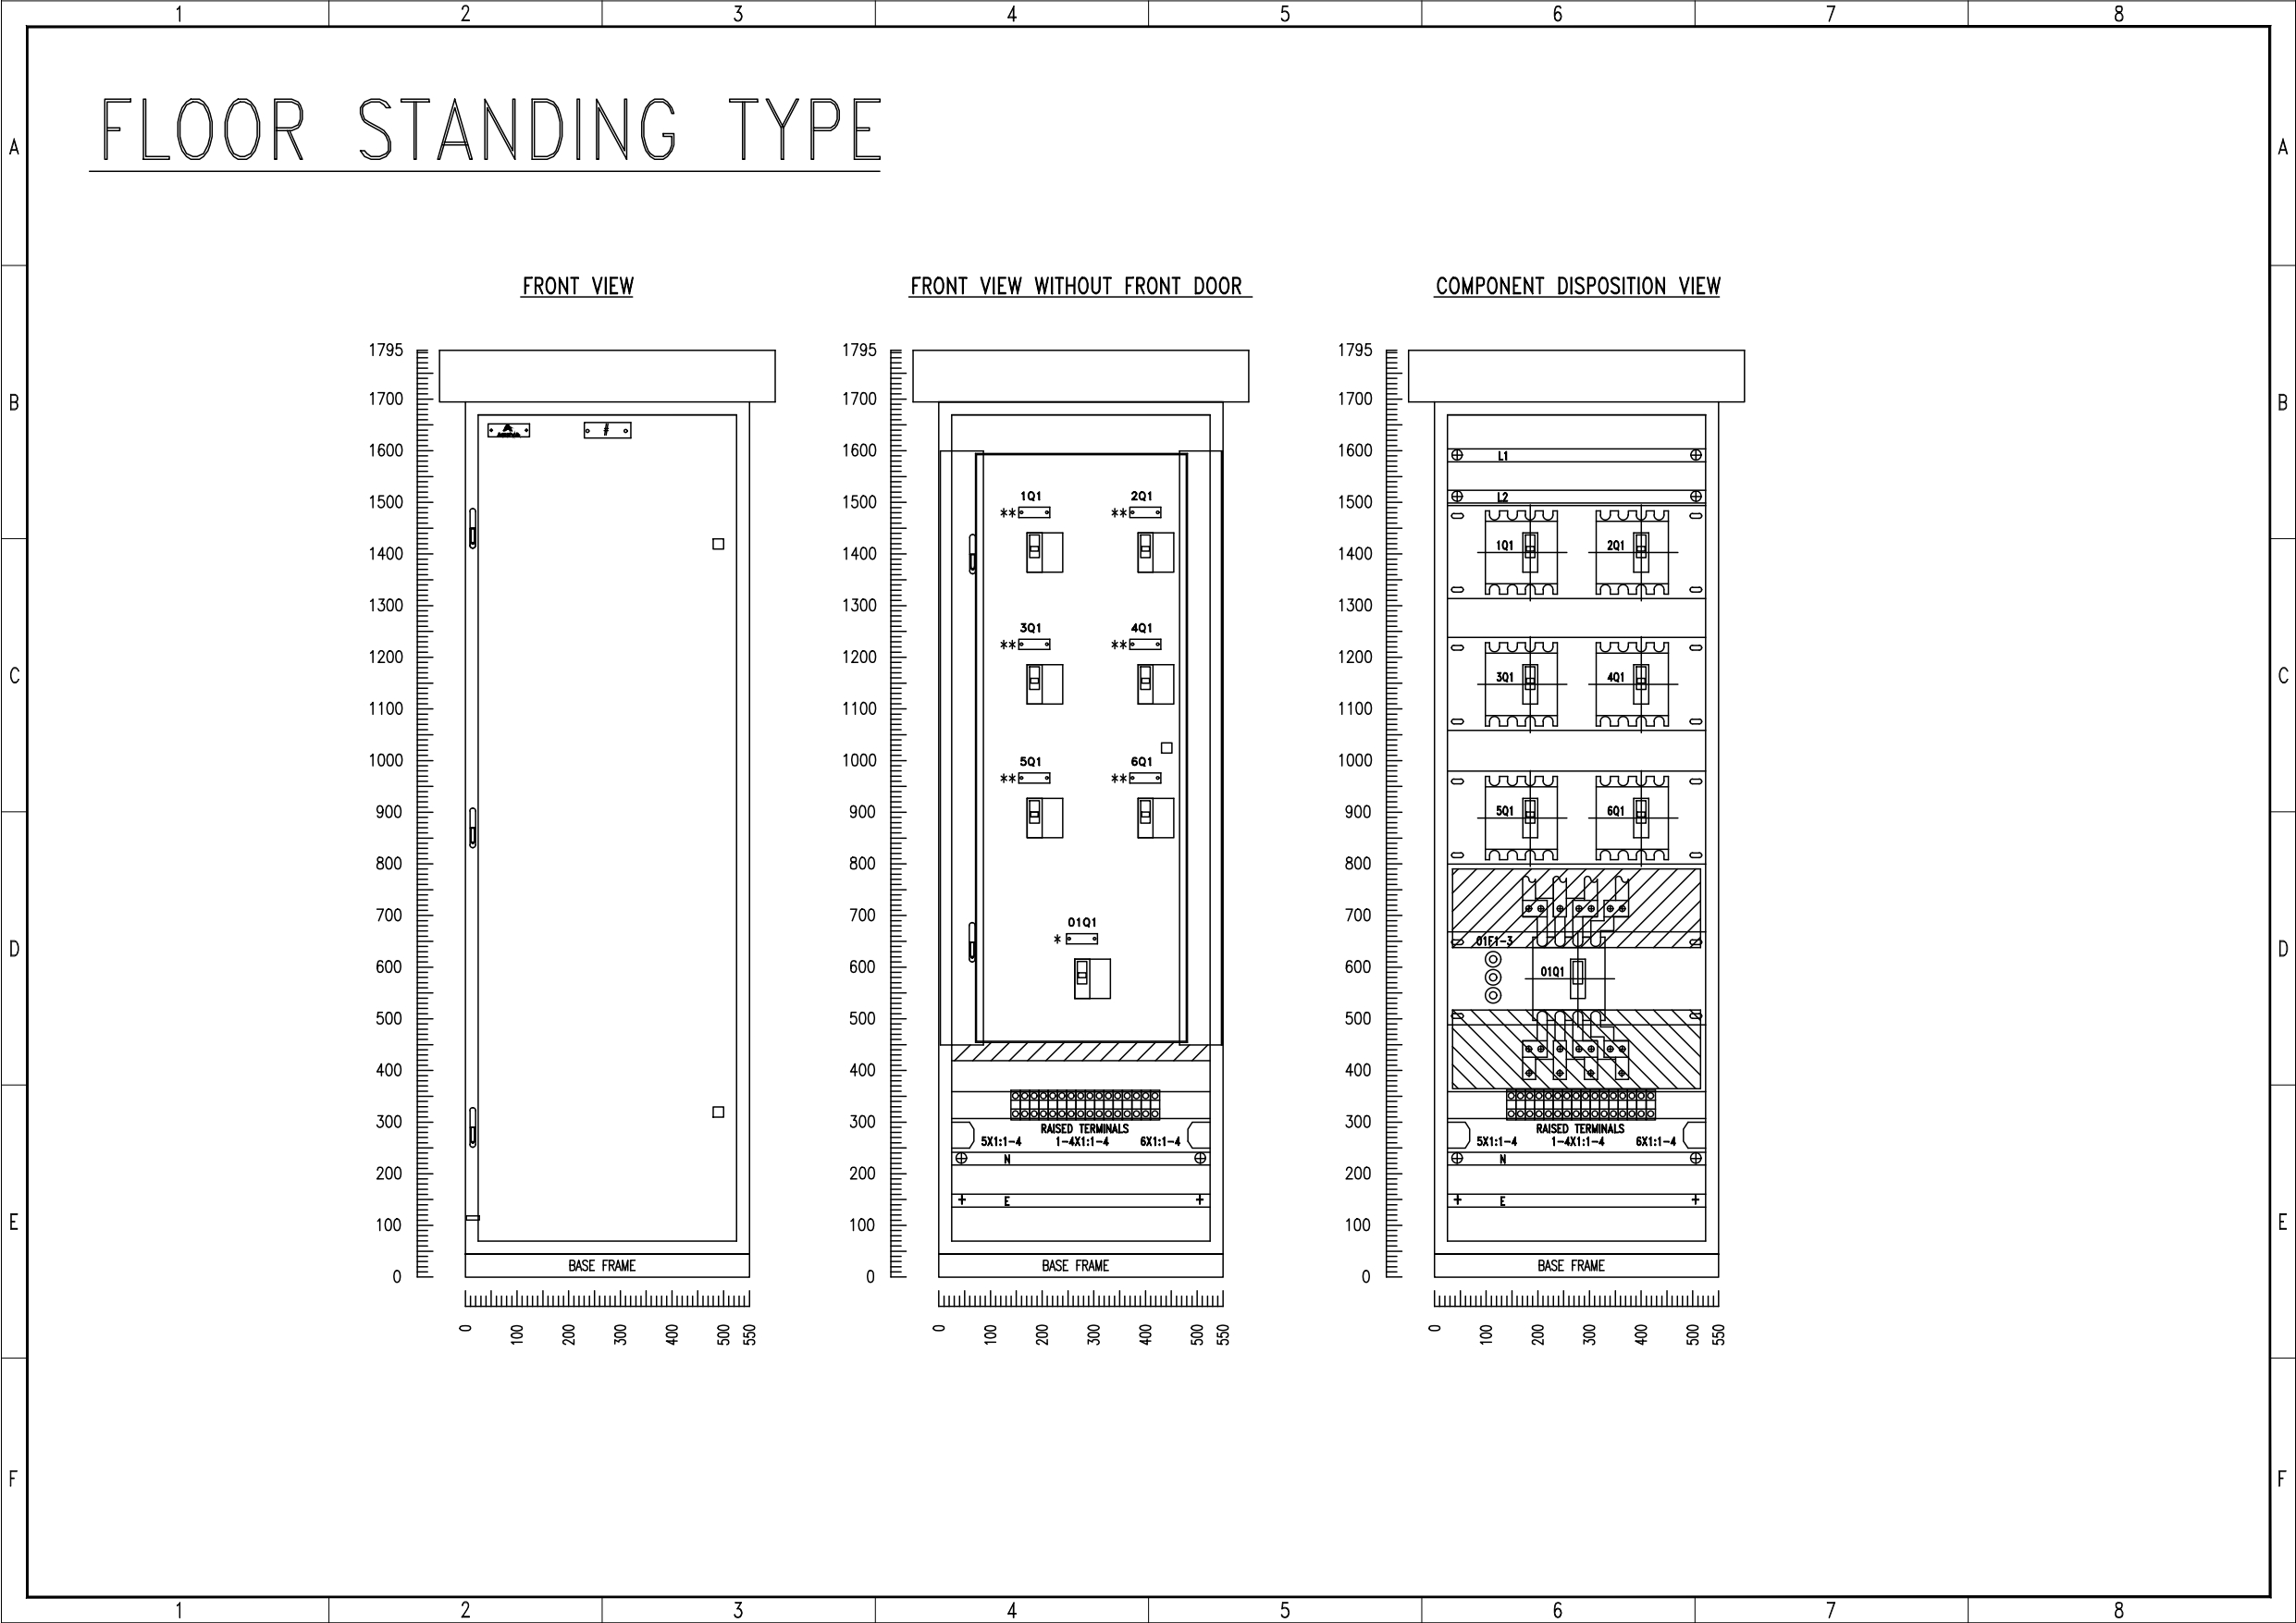 1 2 3 4 5 6 7 8
A A
FLOOR STANDING TYPE
FRONT VIEW
FRONT VIEW WITHOUT FRONT DOOR
COMPONENT DISPOSITION VIEW
B B
C C
D D
E E
F F
1795
1700
1600
1500
1400
1300
1200
1100
1000
900
800
700
600
500
400
300
200
100
0
#
BASE FRAME
0 100 200 300 400 500 550
1795
1700
1600
1500
1400
1300
1200
1100
1000
900
800
700
600
500
400
300
200
100
0
1Q1 2Q1
** **
3Q1 4Q1
** **
5Q1 6Q1
** **
01Q1
*
RAISED TERMINALS
5X1:1-4 1-4X1:1-4 6X1:1-4
N
E
BASE FRAME
0 100 200 300 400 500 550
1795
1700
1600
1500
1400
1300
1200
1100
1000
900
800
700
600
500
400
300
200
100
0
L1
L2
1Q1 2Q1
3Q1 4Q1
5Q1 6Q1
01F1-3
01Q1
RAISED TERMINALS
5X1:1-4 1-4X1:1-4 6X1:1-4
N
E
BASE FRAME
0 100 200 300 400 500 550
1 2 3 4 5 6 7 8